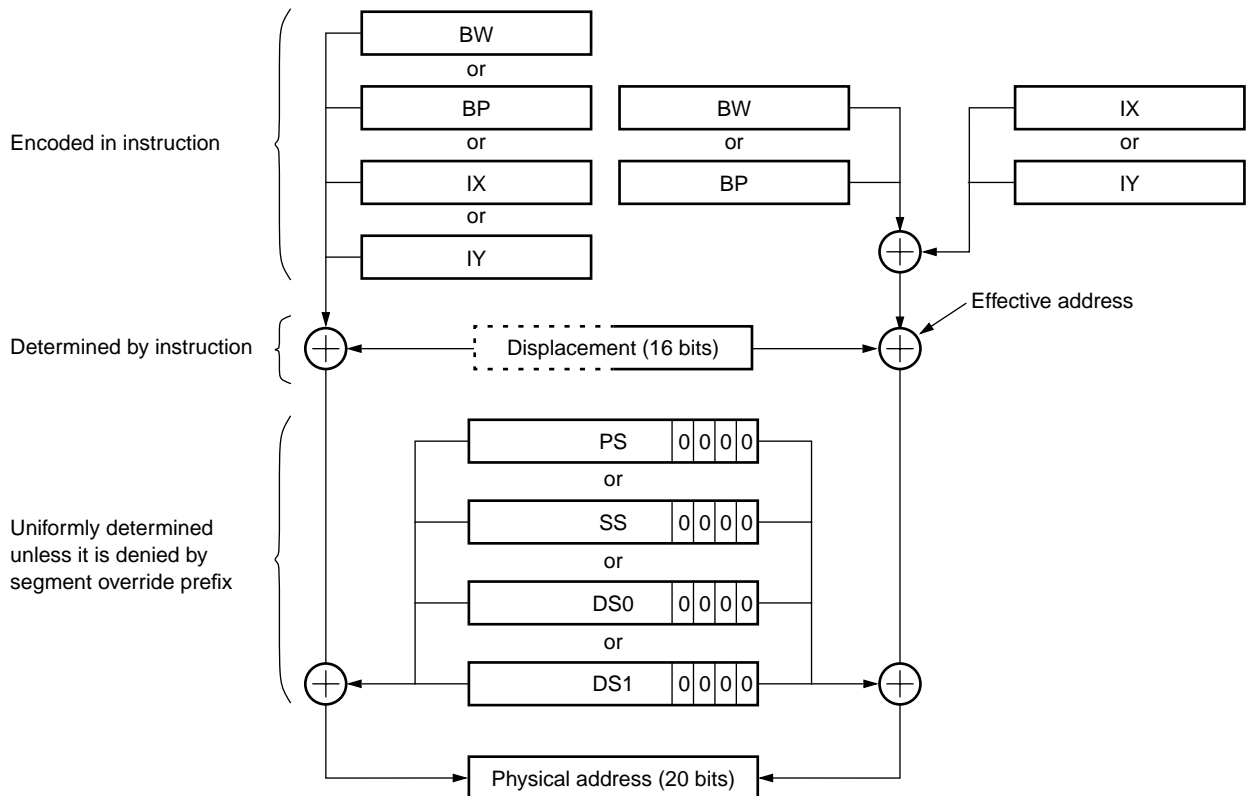 BW
or
BP
or
IX
or
IY
BW
or
BP
IX
or
IY
Encoded in instruction
Effective address
Determined by instruction
Displacement (16 bits)
PS 0 0 0 0
or
SS 0 0 0 0
or
DS0 0 0 0 0
or
DS1 0 0 0 0
Uniformly determined
unless it is denied by
segment override prefix
Physical address (20 bits)